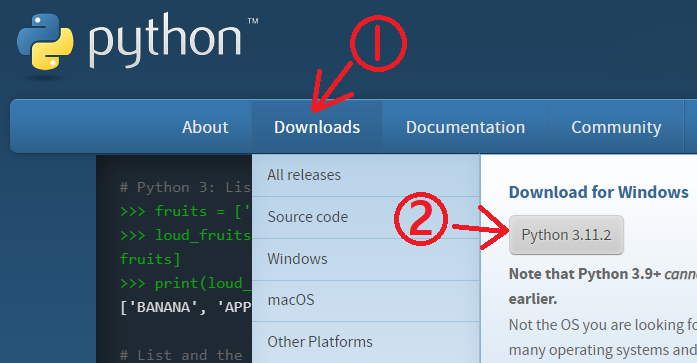 python™
①
About Downloads Documentation Community
# Python 3: Lis
>>> fruits = ['
>>> loud_fruits
fruits]
>>> print(loud_
['BANANA', 'APP
# List and the
All releases
Source code
Windows
macOS
Other Platforms
Download for Windows
② Python 3.11.2
Note that Python 3.9+ cann
earlier.
Not the OS you are looking fo
many operating systems and